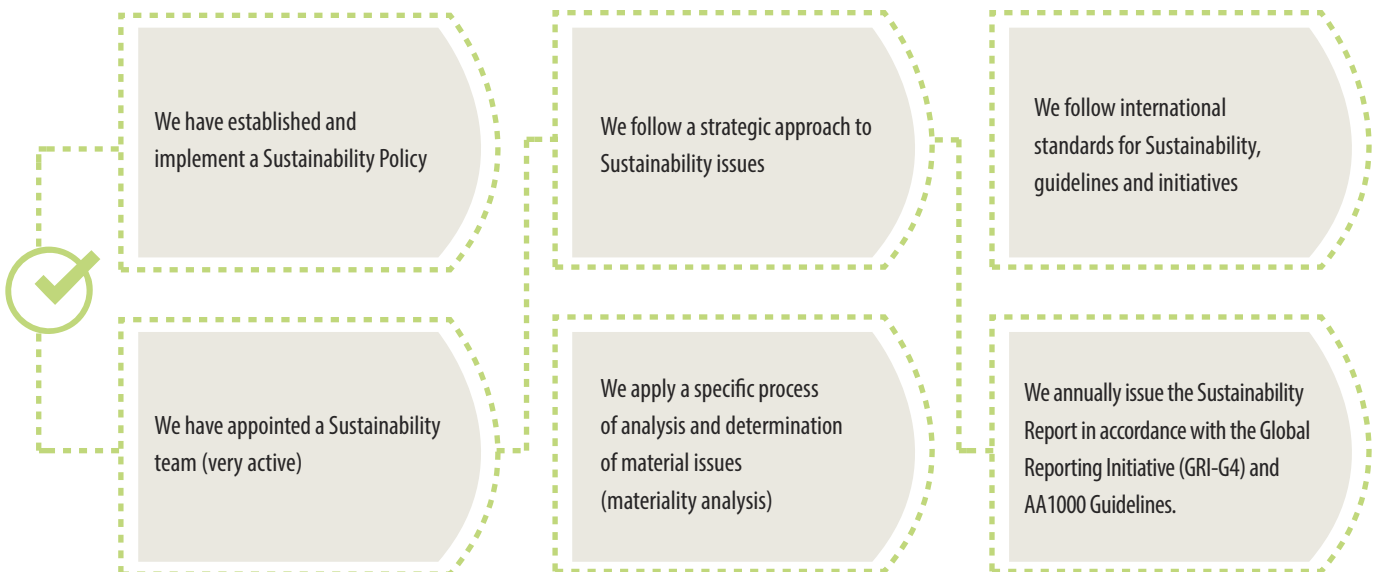 We have established and
implement a Sustainability Policy
We follow a strategic approach to
Sustainability issues
We follow international
standards for Sustainability,
guidelines and initiatives
We have appointed a Sustainability
team (very active)
We apply a specific process
of analysis and determination
of material issues
(materiality analysis)
We annually issue the Sustainability
Report in accordance with the Global
Reporting Initiative (GRI-G4) and
AA1000 Guidelines.